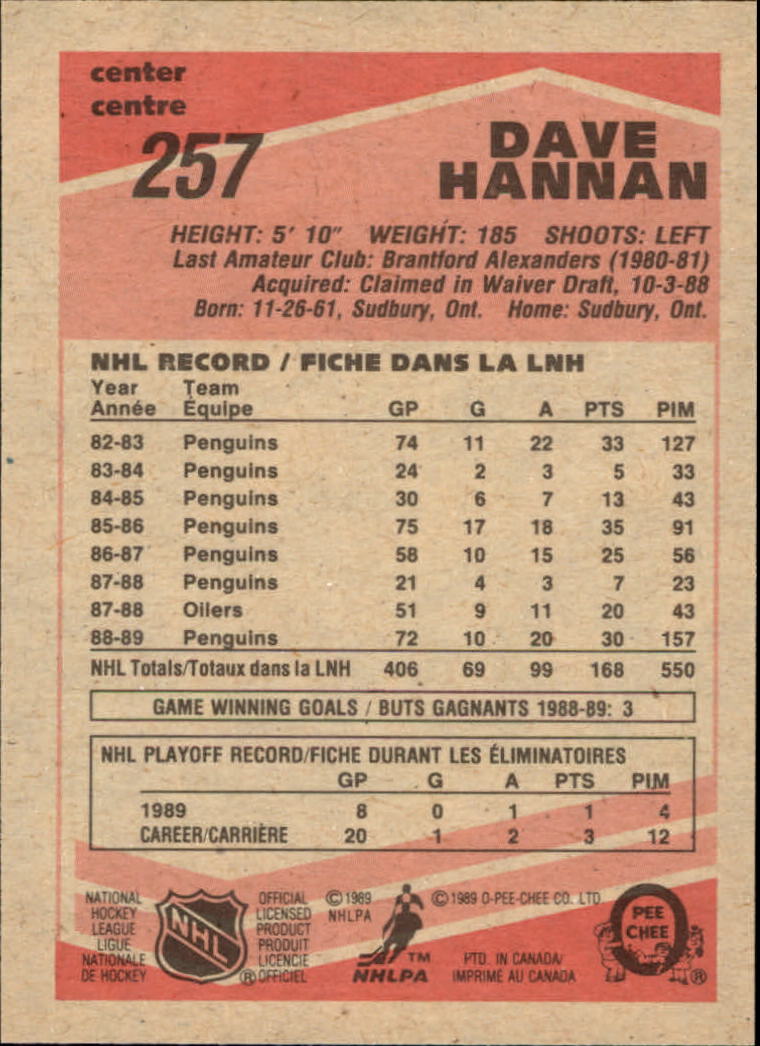 center
centre
257
DAVE
HANNAN
HEIGHT: 5' 10" WEIGHT: 185 SHOOTS: LEFT
Last Amateur Club: Brantford Alexanders (1980-81)
Acquired: Claimed in Waiver Draft, 10-3-88
Born: 11-26-61, Sudbury, Ont. Home: Sudbury, Ont.
NHL RECORD / FICHE DANS LA LNH
Year Team
Année Équipe GP G A PTS PIM
82-83 Penguins 74 11 22 33 127
83-84 Penguins 24 2 3 5 33
84-85 Penguins 30 6 7 13 43
85-86 Penguins 75 17 18 35 91
86-87 Penguins 58 10 15 25 56
87-88 Penguins 21 4 3 7 23
87-88 Oilers 51 9 11 20 43
88-89 Penguins 72 10 20 30 157
NHL Totals/Totaux dans la LNH 406 69 99 168 550
GAME WINNING GOALS / BUTS GAGNANTS 1988-89: 3
NHL PLAYOFF RECORD/FICHE DURANT LES ÉLIMINATOIRES
GP G A PTS PIM
1989 8 0 1 1 4
CAREER/CARRIÈRE 20 1 2 3 12
NATIONAL
HOCKEY
LEAGUE
LIGUE
NATIONALE
DE HOCKEY
NHL
®
OFFICIAL
LICENSED
PRODUCT
PRODUIT
LICENCIE
OFFICIEL
© 1989
NHLPA
TM
NHLPA
© 1989 O-PEE-CHEE CO. LTD
PTD. IN CANADA/
IMPRIME AU CANADA
O
PEE
CHEE
®